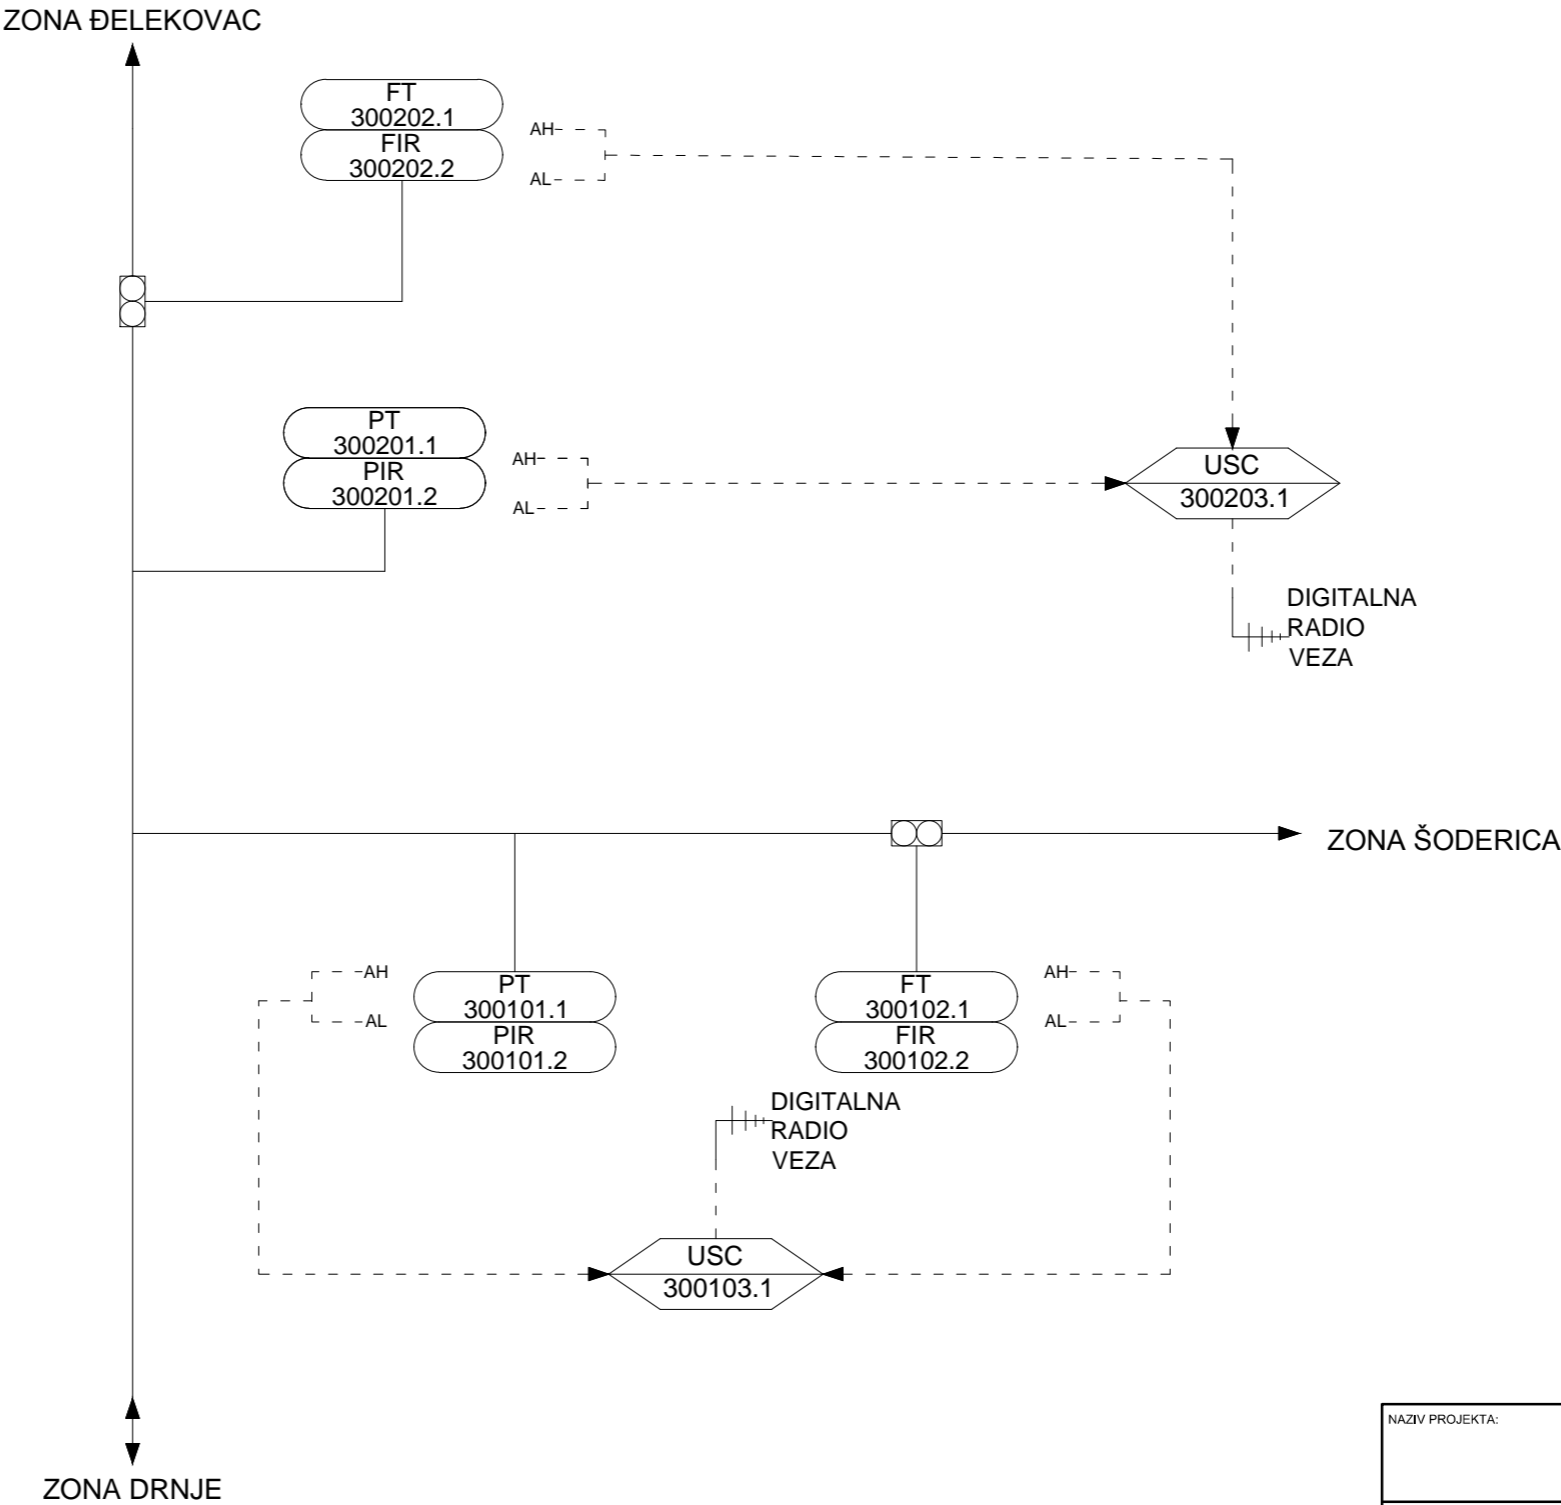 ZONA ĐELEKOVAC
FT
300202.1
FIR
300202.2
AH
AL
PT
300201.1
PIR
300201.2
AH
AL
USC
300203.1
DIGITALNA
RADIO
VEZA
ZONA ŠODERICA
AH
AL
PT
300101.1
PIR
300101.2
FT
300102.1
FIR
300102.2
AH
AL
DIGITALNA
RADIO
VEZA
USC
300103.1
NAZIV PROJEKTA:
ZONA DRNJE